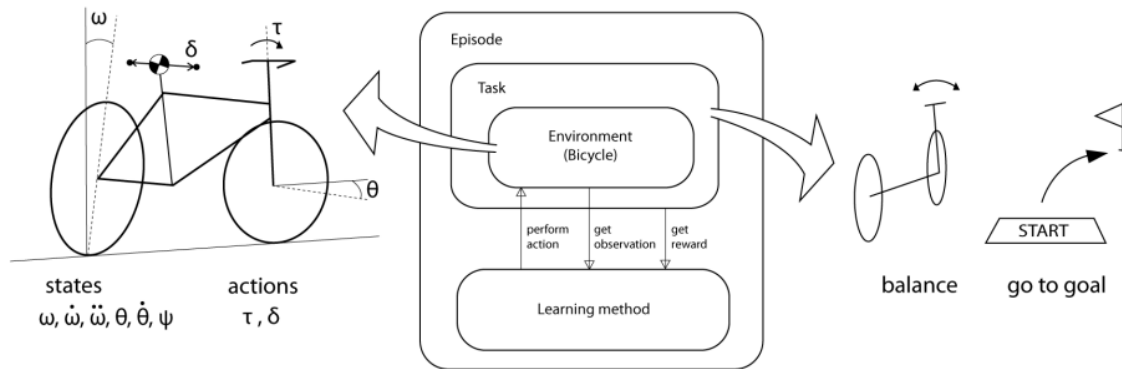 ω
δ
τ
θ
states
ω, ω̇, ω̈, θ, θ̇, ψ
actions
τ , δ
Episode
Task
Environment
(Bicycle)
perform
action
get
observation
get
reward
Learning method
balance
START
go to goal